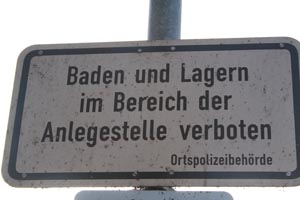 Baden und Lagern
im Bereich der
Anlegestelle verboten
Ortspolizeibehörde